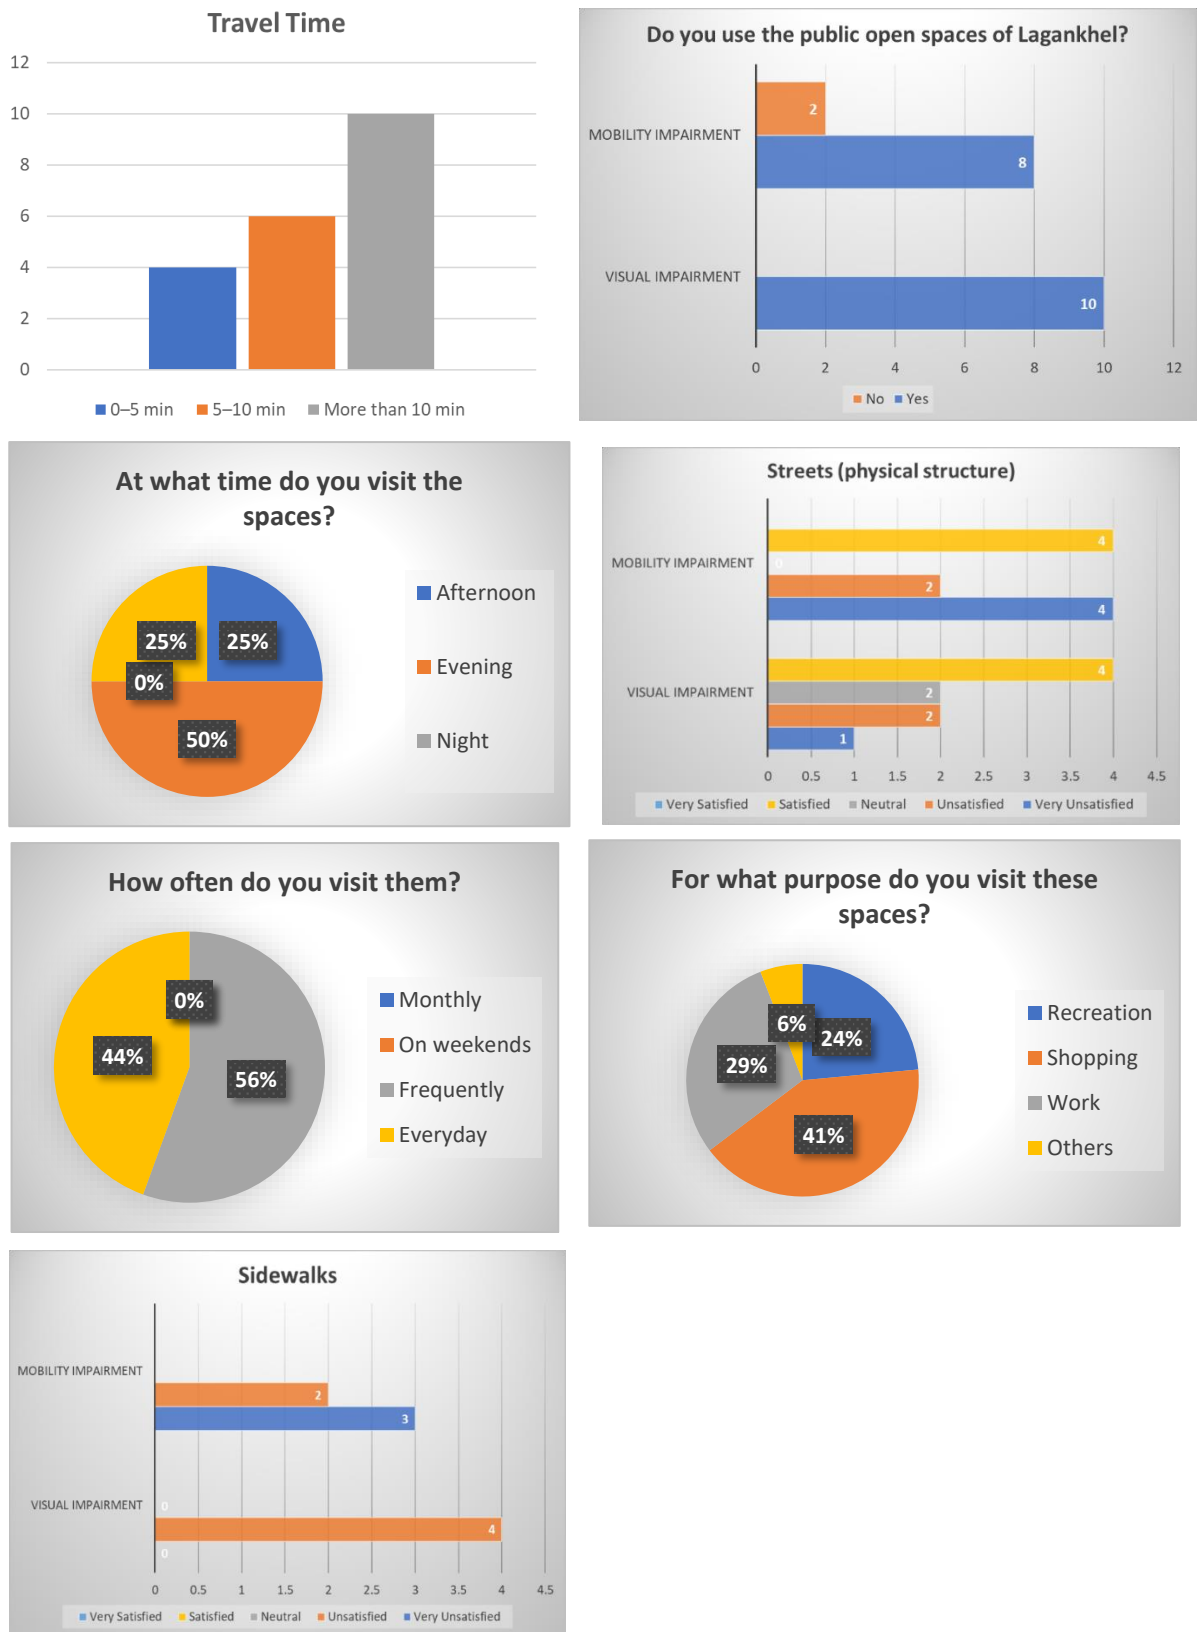 Travel Time
12
10
8
6
4
2
0
0–5 min 5–10 min More than 10 min
Do you use the public open spaces of Lagankhel?
MOBILITY IMPAIRMENT
2
8
VISUAL IMPAIRMENT
10
0 2 4 6 8 10 12
No Yes
At what time do you visit the
spaces?
25% 25%
0%
50%
Afternoon
Evening
Night
Streets (physical structure)
4
MOBILITY IMPAIRMENT 0
2
4
4
VISUAL IMPAIRMENT 2
2
1
0 0.5 1 1.5 2 2.5 3 3.5 4 4.5
Very Satisfied Satisfied Neutral Unsatisfied Very Unsatisfied
How often do you visit them?
0%
44%
56%
Monthly
On weekends
Frequently
Everyday
For what purpose do you visit these
spaces?
6% 24%
29%
41%
Recreation
Shopping
Work
Others
Sidewalks
MOBILITY IMPAIRMENT
2
3
VISUAL IMPAIRMENT 0
4
0
0 0.5 1 1.5 2 2.5 3 3.5 4 4.5
Very Satisfied Satisfied Neutral Unsatisfied Very Unsatisfied